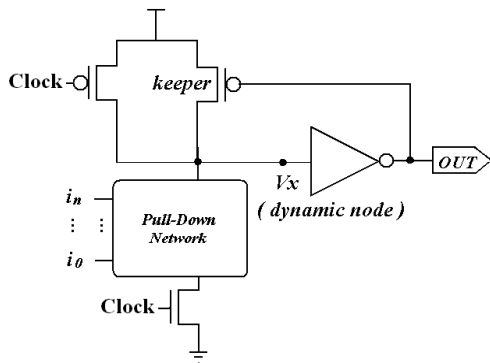 Clock
keeper
OUT
Vx
( dynamic node )
in
... ...
i0
Pull-Down
Network
Clock